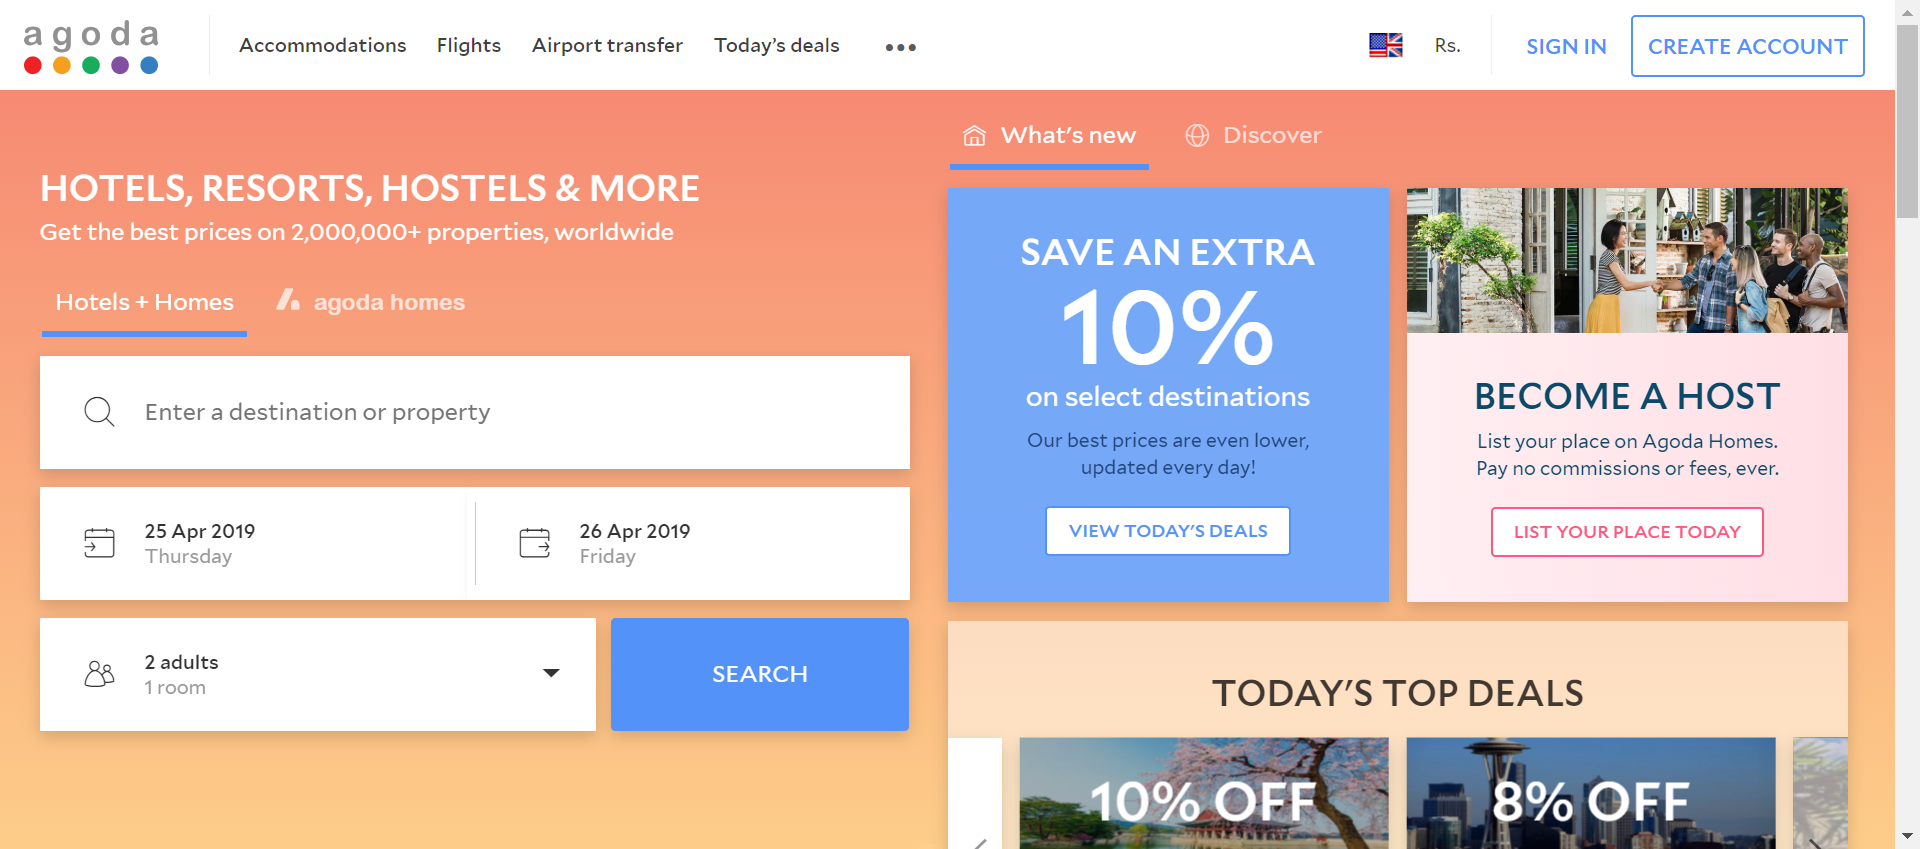 agoda
Accommodations
Flights
Airport transfer
Today's deals
Rs.
SIGN IN
CREATE ACCOUNT
What's new
Discover
HOTELS, RESORTS, HOSTELS & MORE
Get the best prices on 2,000,000+ properties, worldwide
Hotels + Homes
agoda homes
Enter a destination or property
25 Apr 2019
Thursday
26 Apr 2019
Friday
2 adults
1 room
SEARCH
SAVE AN EXTRA
10%
on select destinations
Our best prices are even lower,
updated every day!
VIEW TODAY'S DEALS
BECOME A HOST
List your place on Agoda Homes.
Pay no commissions or fees, ever.
LIST YOUR PLACE TODAY
TODAY'S TOP DEALS
10% OFF
8% OFF